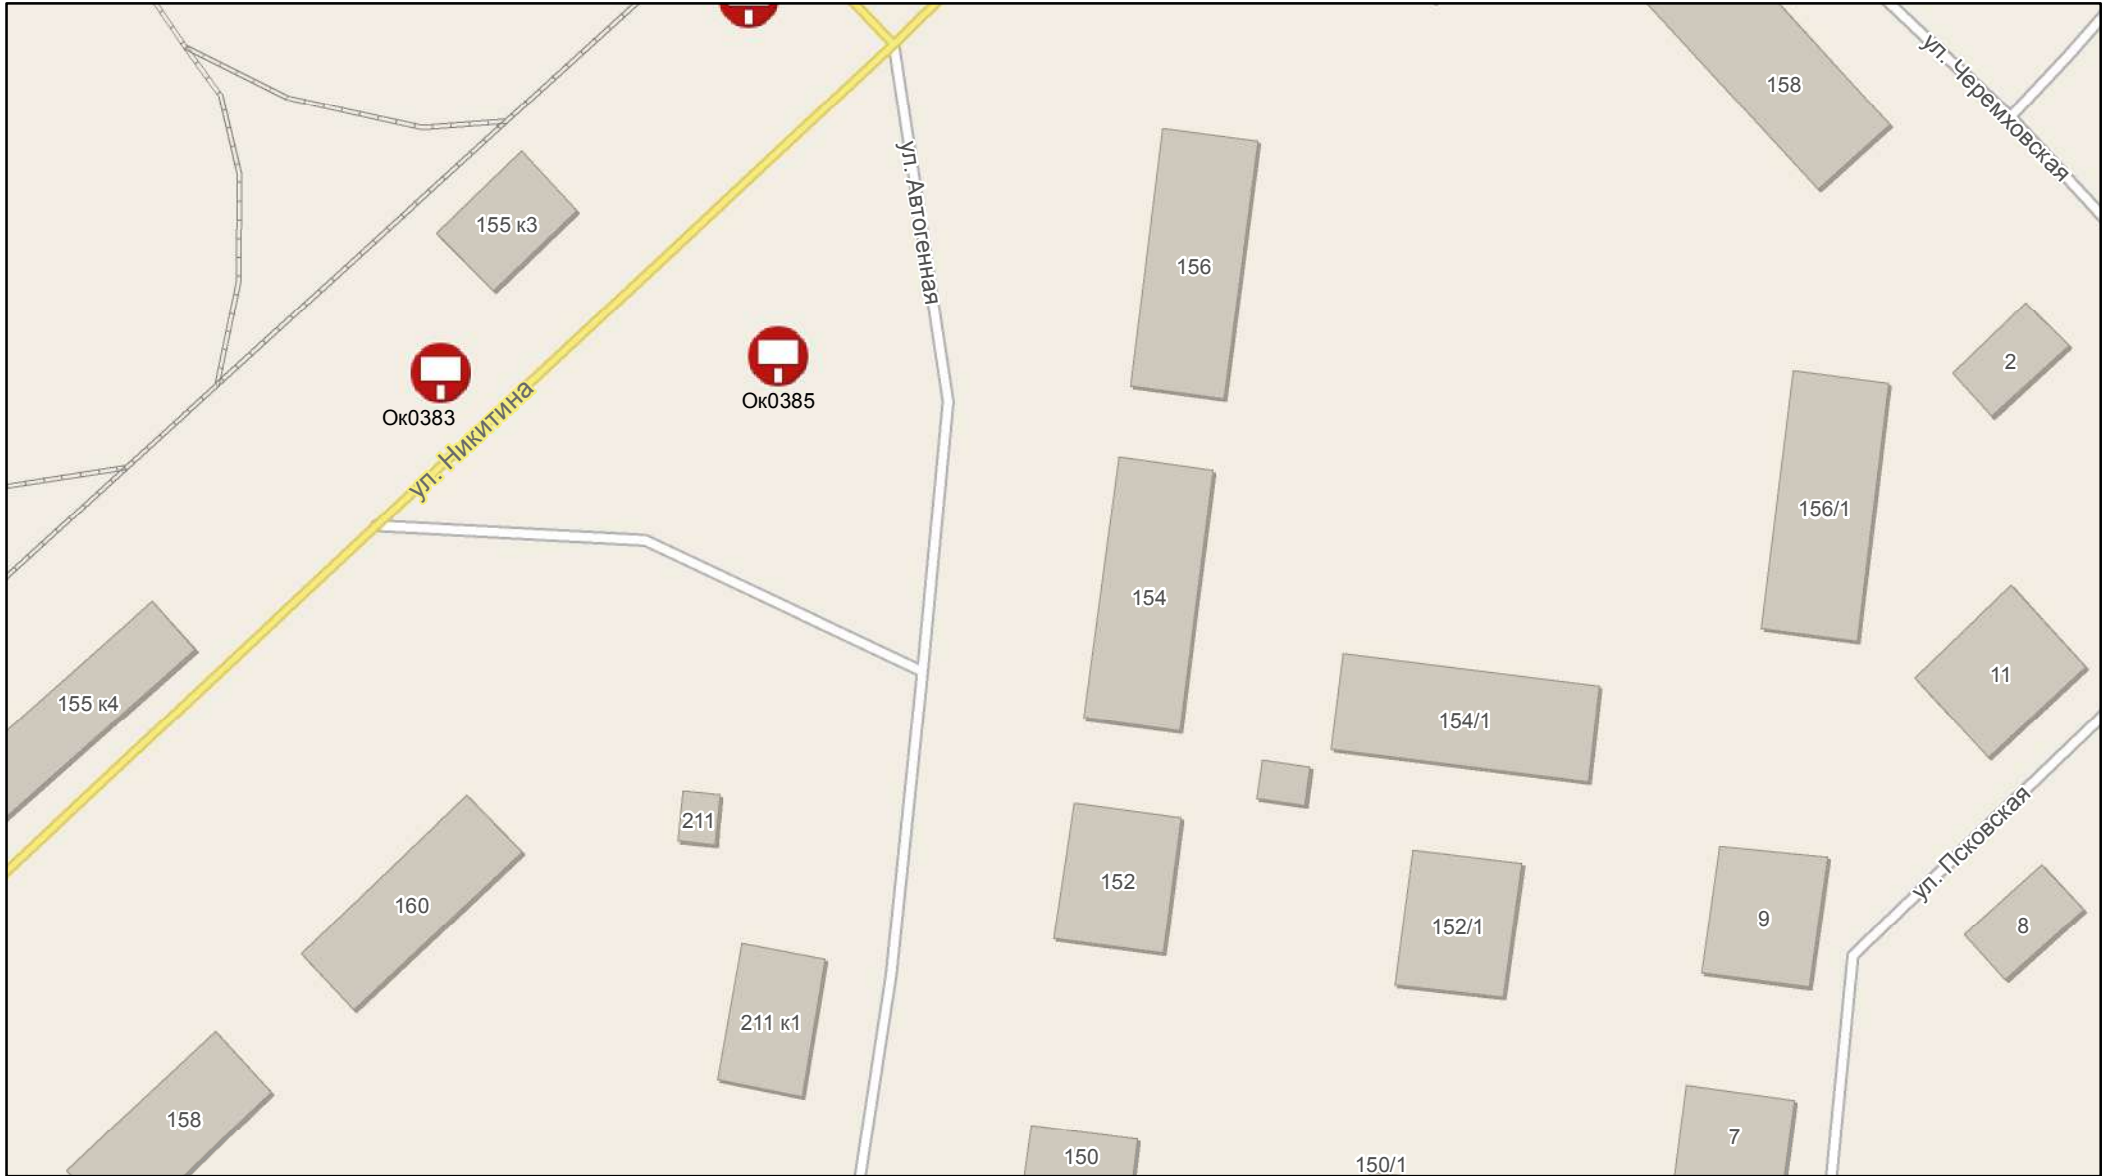 ул. Черемховская
158
ул. Автогенная
155 к3
156
2
Ок0383
Ок0385
ул. Никитина
156/1
154
11
155 к4
154/1
211
ул. Псковская
152
160
152/1
9
8
211 к1
158
7
150
150/1